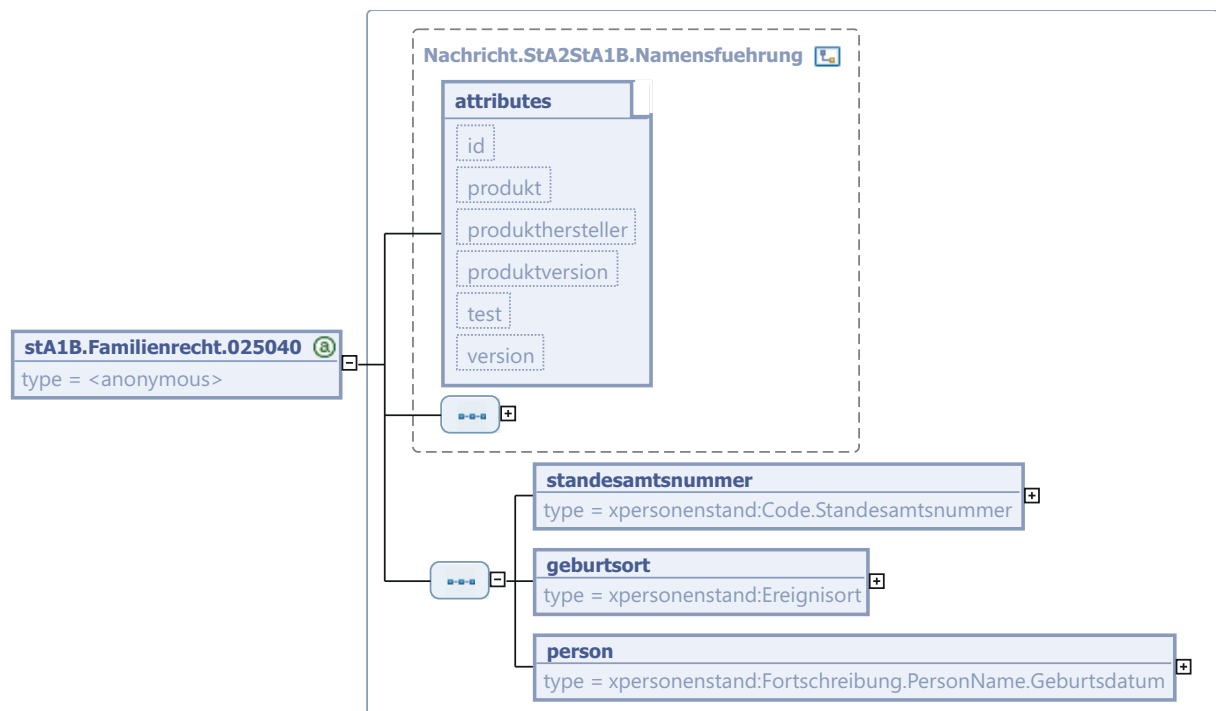 Nachricht.StA2StA1B.Namensfuehrung
attributes
id
produkt
produkthersteller
produktversion
test
version
stA1B.Familienrecht.025040 a
type = <anonymous>
standesamtsnummer
type = xpersonenstand:Code.Standesamtsnummer
geburtsort
type = xpersonenstand:Ereignisort
person
type = xpersonenstand:Fortschreibung.PersonName.Geburtsdatum